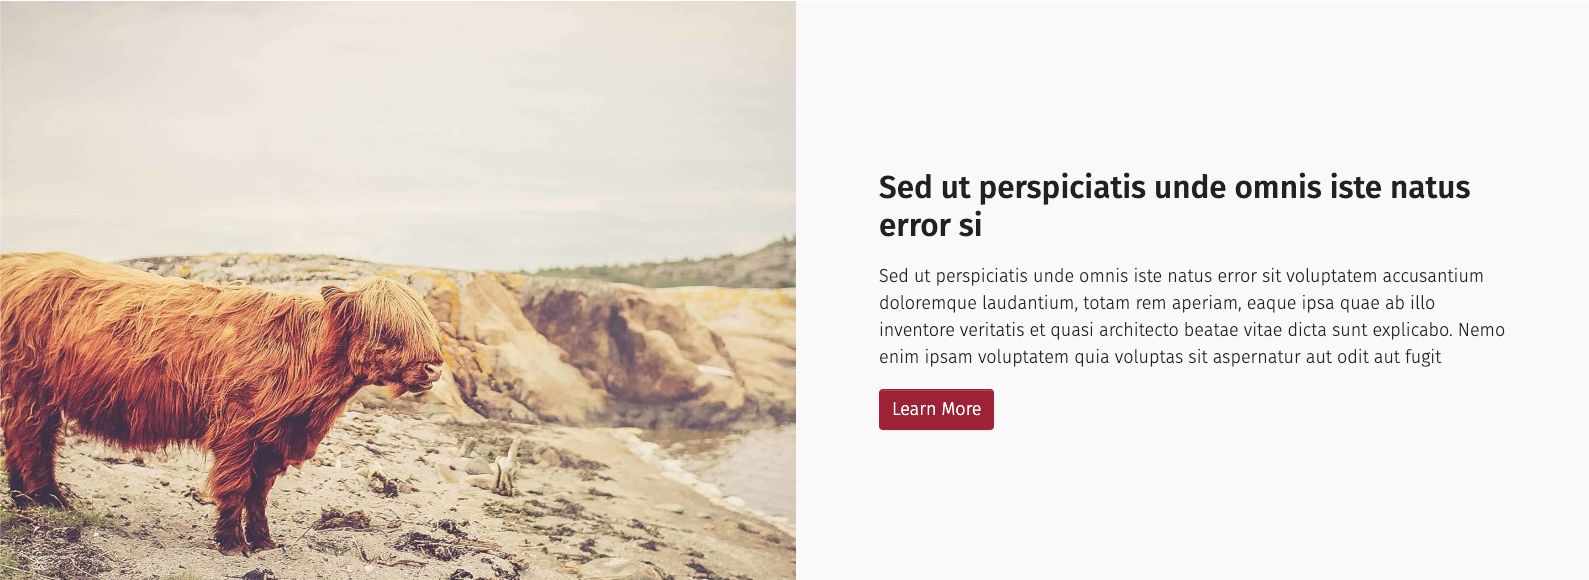 Sed ut perspiciatis unde omnis iste natus
error si
Sed ut perspiciatis unde omnis iste natus error sit voluptatem accusantium
doloremque laudantium, totam rem aperiam, eaque ipsa quae ab illo
inventore veritatis et quasi architecto beatae vitae dicta sunt explicabo. Nemo
enim ipsam voluptatem quia voluptas sit aspernatur aut odit aut fugit
Learn More